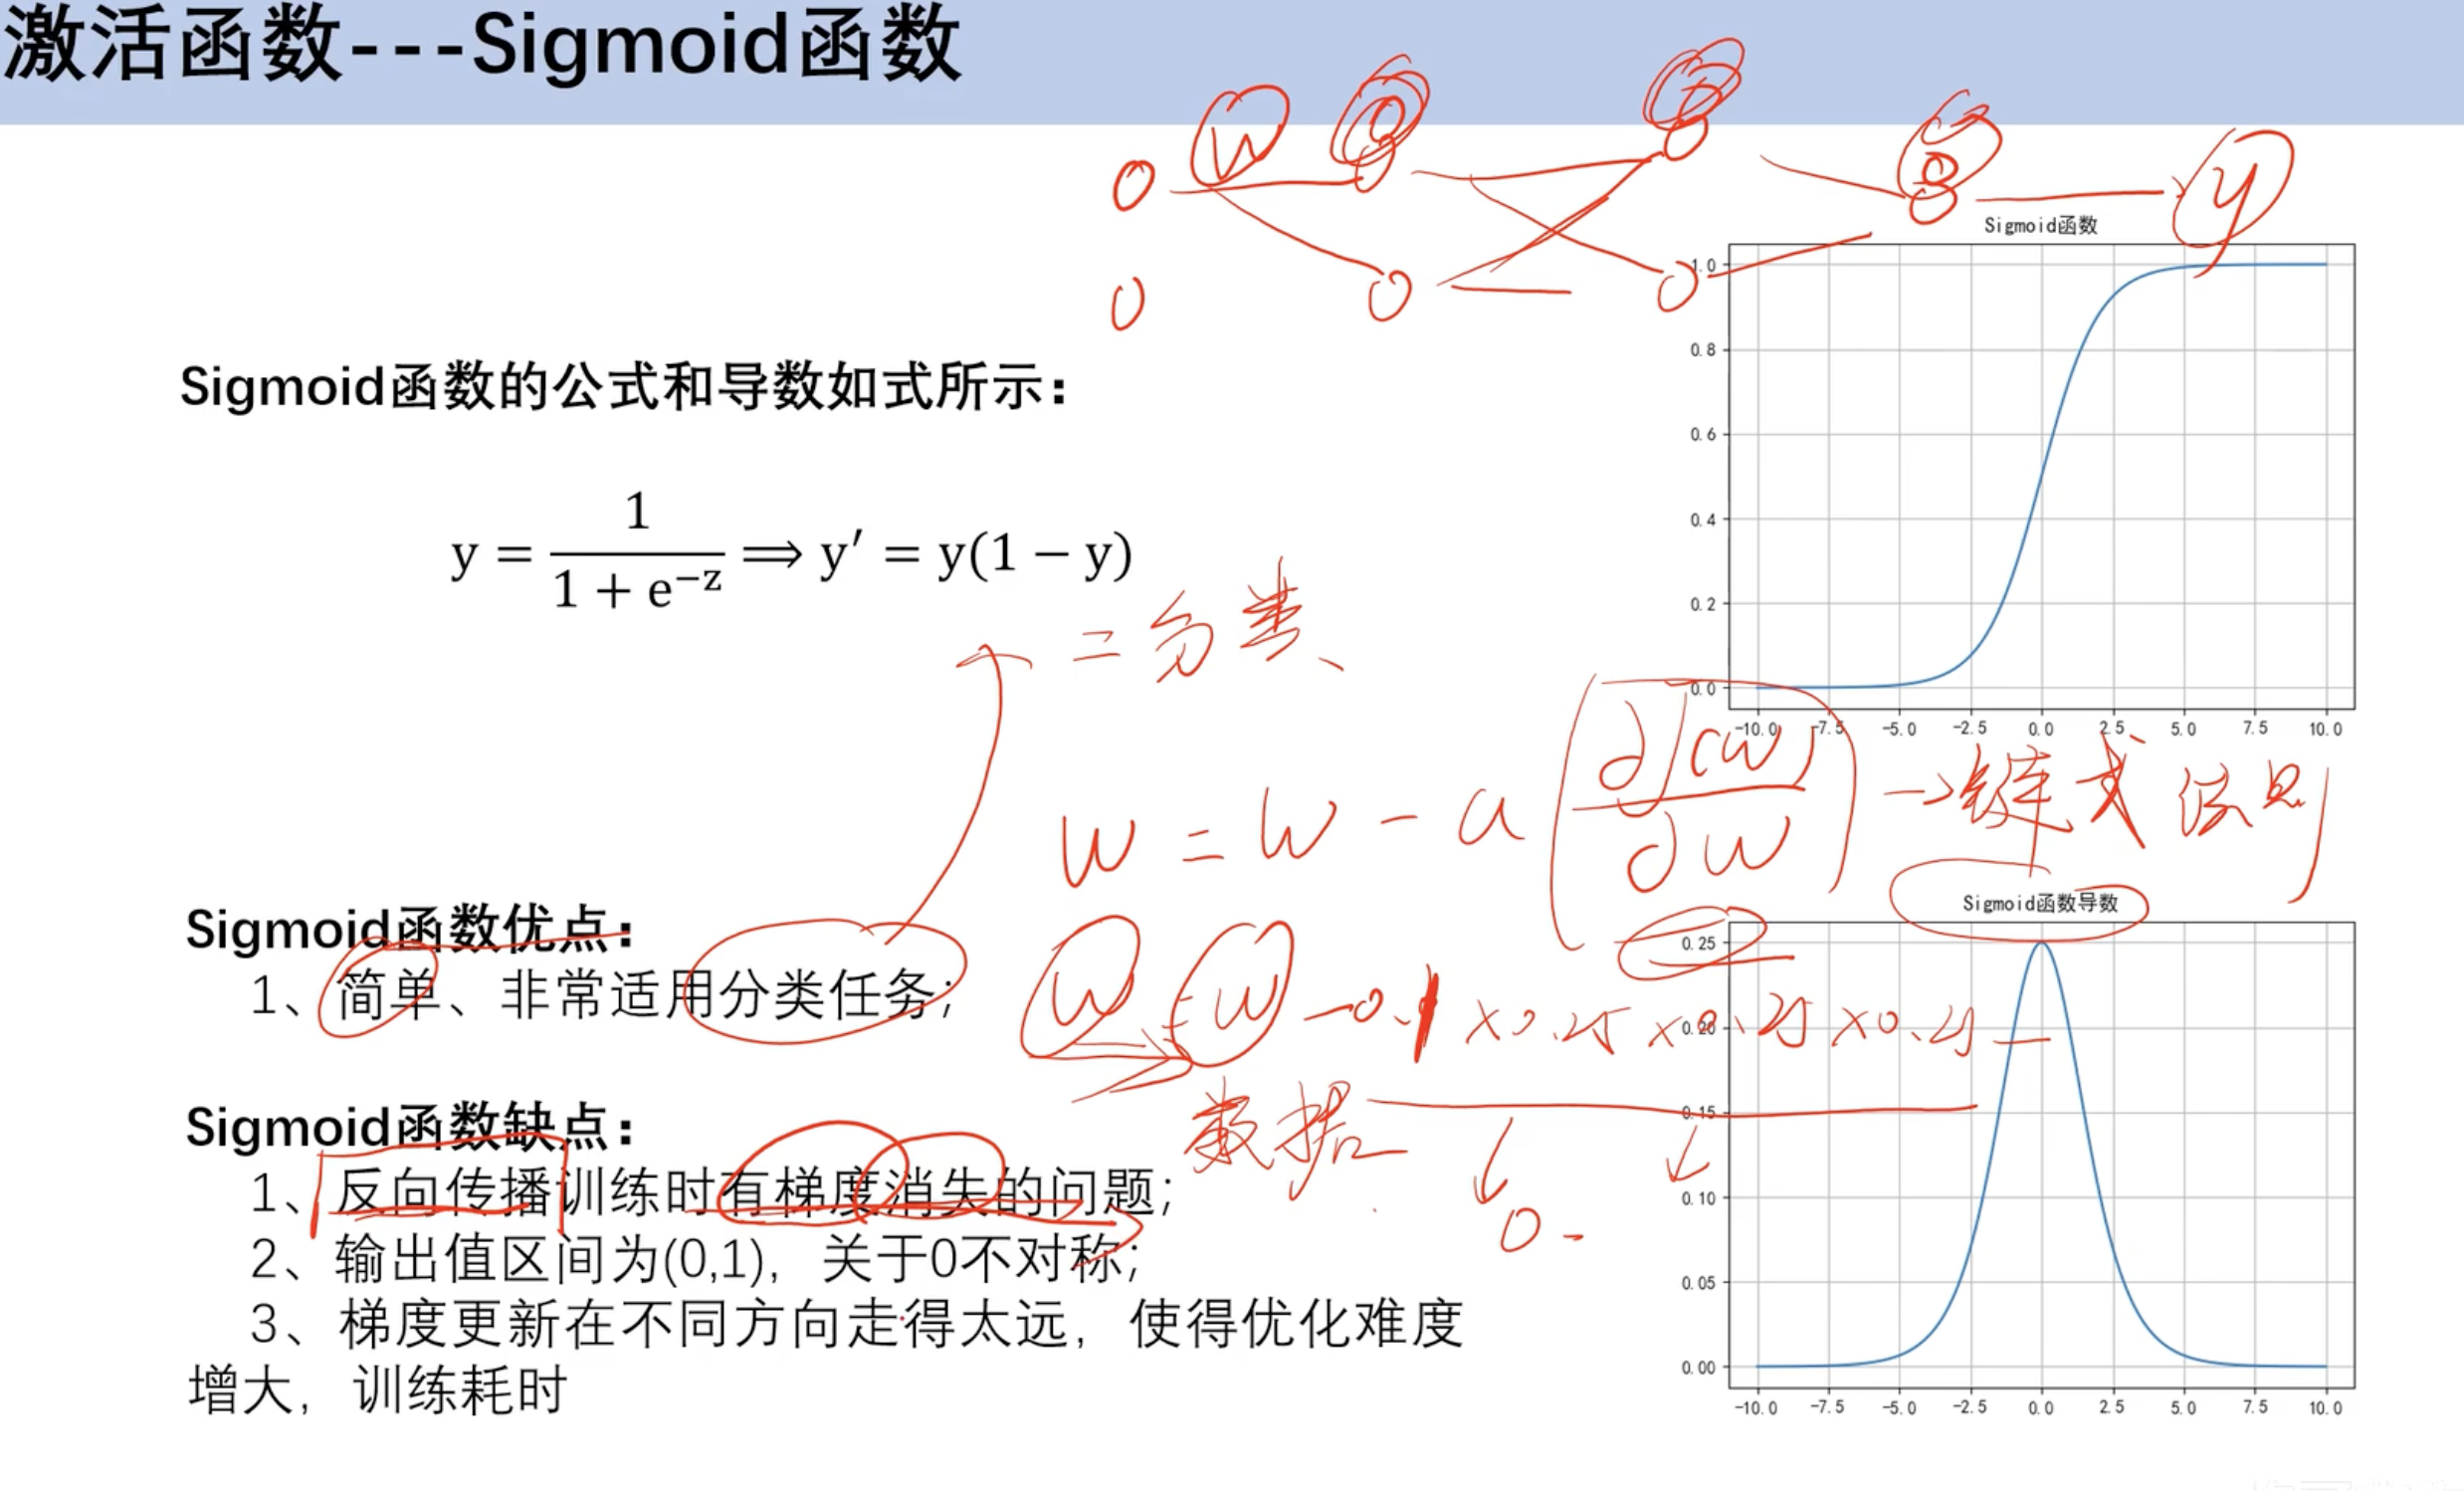 激活函数---Sigmoid函数
W
y
Sigmoid函数的公式和导数如式所示：
y = 1 / (1 + e^−z) ⟹ y′ = y(1 − y)
二分类、
Sigmoid函数
1.0
0.8
0.6
0.4
0.2
0.0
-10.0 -7.5 -5.0 -2.5 0.0 2.5 5.0 7.5 10.0
W = W - a ∂J(W) / ∂W → 链式法则
Sigmoid函数优点：
1、简单、非常适用分类任务；
W = W - 0.1 ×0.25 ×0.25 ×0.25
数据
0
Sigmoid函数缺点：
1、反向传播训练时有梯度消失的问题；
2、输出值区间为(0,1)，关于0不对称；
3、梯度更新在不同方向走得太远，使得优化难度
增大，训练耗时
Sigmoid函数导数
0.25
0.20
0.15
0.10
0.05
0.00
-10.0 -7.5 -5.0 -2.5 0.0 2.5 5.0 7.5 10.0